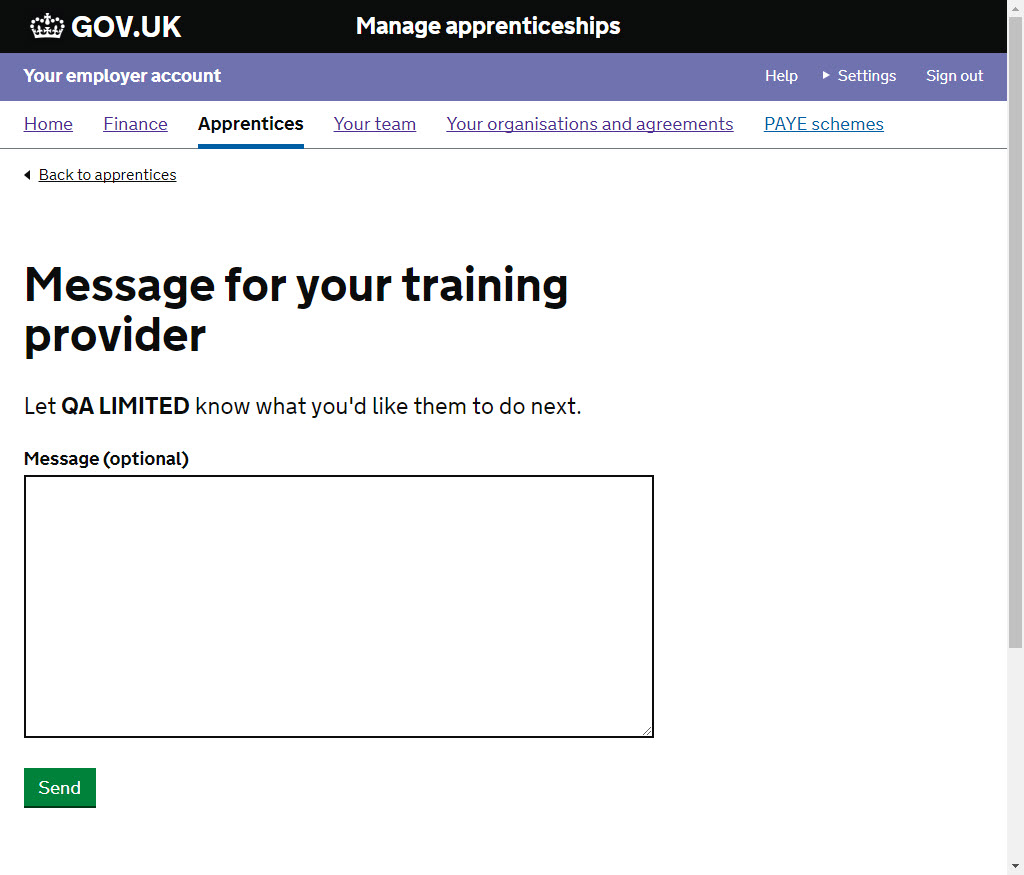 GOV.UK Manage apprenticeships
Your employer account Help Settings Sign out
Home Finance Apprentices Your team Your organisations and agreements PAYE schemes
Back to apprentices
Message for your training
provider
Let QA LIMITED know what you'd like them to do next.
Message (optional)
Send